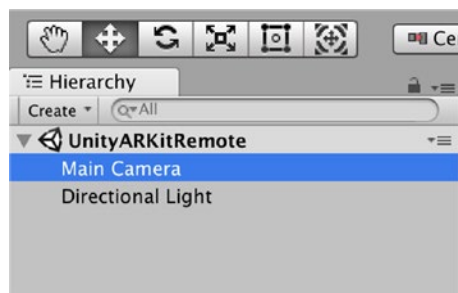 Ce
Hierarchy
Create All
UnityARKitRemote
Main Camera
Directional Light